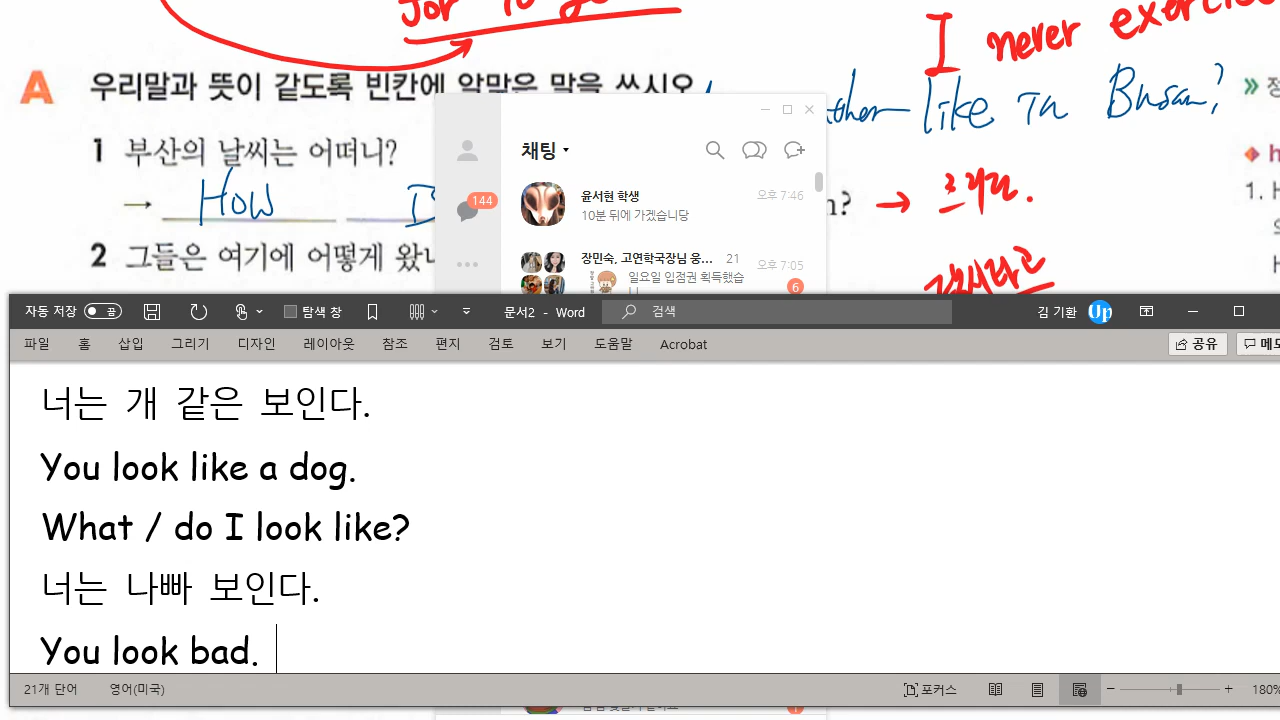 for to go
I never exercise
A 우리말과 뜻이 같도록 빈칸에 알맞은 말을 쓰시오
like in Busan?
1 부산의 날씨는 어떠니?
→ How
→ 그리다.
2 그들은 여기에 어떻게 왔니
채팅
윤서현 학생
오후 7:46
10분 뒤에 가겠습니당
144
장민숙, 고연학국장님 웅... 21
오후 7:05
일요일 입점권 획득했습
6
자동 저장
탐색 창
문서2 - Word
검색
김 기환
Up
파일 홈 삽입 그리기 디자인 레이아웃 참조 편지 검토 보기 도움말 Acrobat
공유
메모
너는 개 같은 보인다.
You look like a dog.
What / do I look like?
너는 나빠 보인다.
You look bad.
21개 단어 영어(미국)
포커스
180%